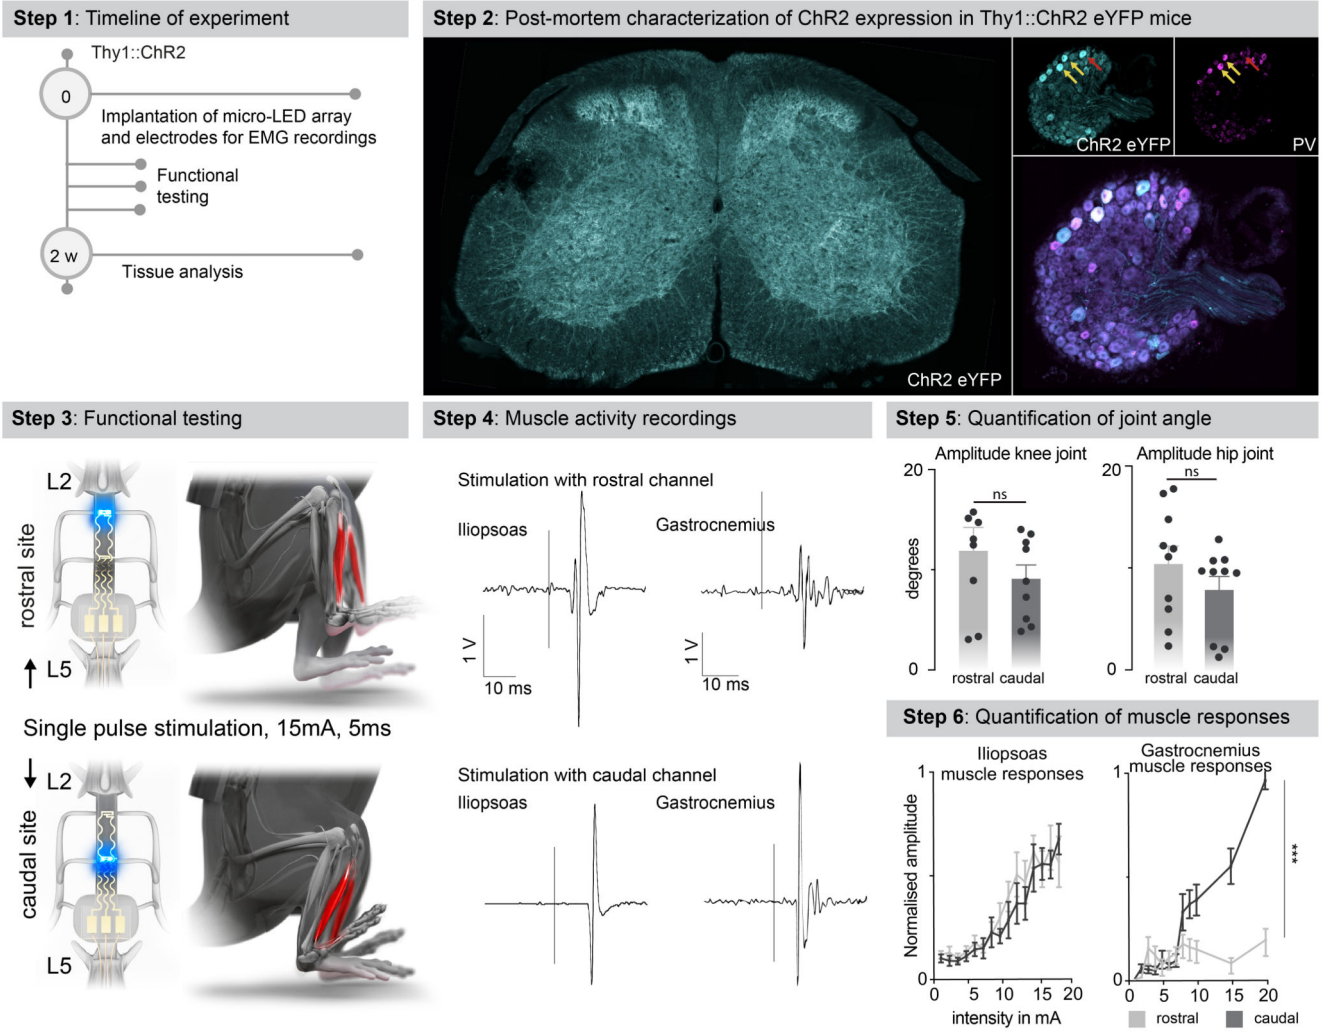 Step 1: Timeline of experiment
Thy1::ChR2
0
Implantation of micro-LED array
and electrodes for EMG recordings
Functional
testing
2 w
Tissue analysis
Step 2: Post-mortem characterization of ChR2 expression in Thy1::ChR2 eYFP mice
ChR2 eYFP
ChR2 eYFP
PV
Step 3: Functional testing
L2
rostral site
L5
Single pulse stimulation, 15mA, 5ms
L2
caudal site
L5
Step 4: Muscle activity recordings
Stimulation with rostral channel
Iliopsoas
Gastrocnemius
1 V
10 ms
1 V
10 ms
Stimulation with caudal channel
Iliopsoas
Gastrocnemius
Step 5: Quantification of joint angle
Amplitude knee joint
20
ns
degrees
0
rostral caudal
Amplitude hip joint
20
ns
0
rostral caudal
Step 6: Quantification of muscle responses
Iliopsoas
muscle responses
1
Normalised amplitude
0
0 5 10 15 20
intensity in mA
Gastrocnemius
muscle responses
1
***
0
0 5 10 15 20
rostral caudal